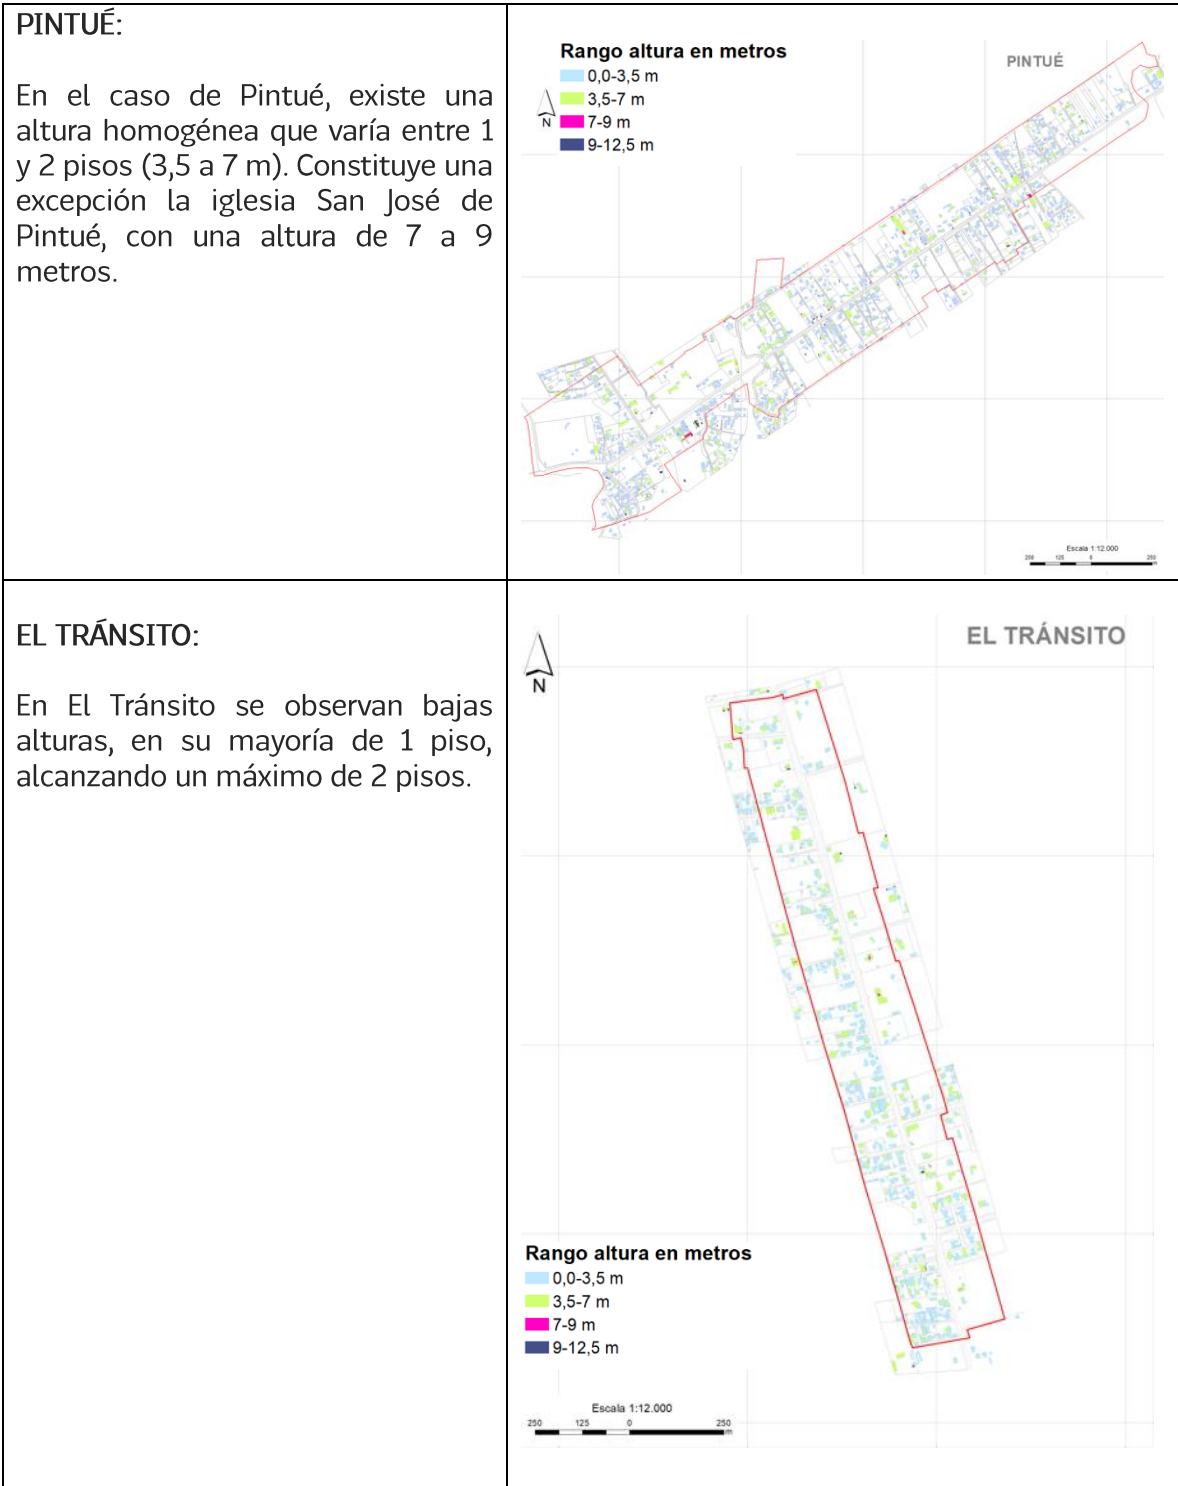 PINTUÉ:
En el caso de Pintué, existe una
altura homogénea que varía entre 1
y 2 pisos (3,5 a 7 m). Constituye una
excepción la iglesia San José de
Pintué, con una altura de 7 a 9
metros.
Rango altura en metros
0,0-3,5 m
3,5-7 m
7-9 m
9-12,5 m
N
PINTUÉ
Escala 1:12.000
250 125 0 250
m
EL TRÁNSITO:
En El Tránsito se observan bajas
alturas, en su mayoría de 1 piso,
alcanzando un máximo de 2 pisos.
N
EL TRÁNSITO
Rango altura en metros
0,0-3,5 m
3,5-7 m
7-9 m
9-12,5 m
Escala 1:12.000
250 125 0 250
m